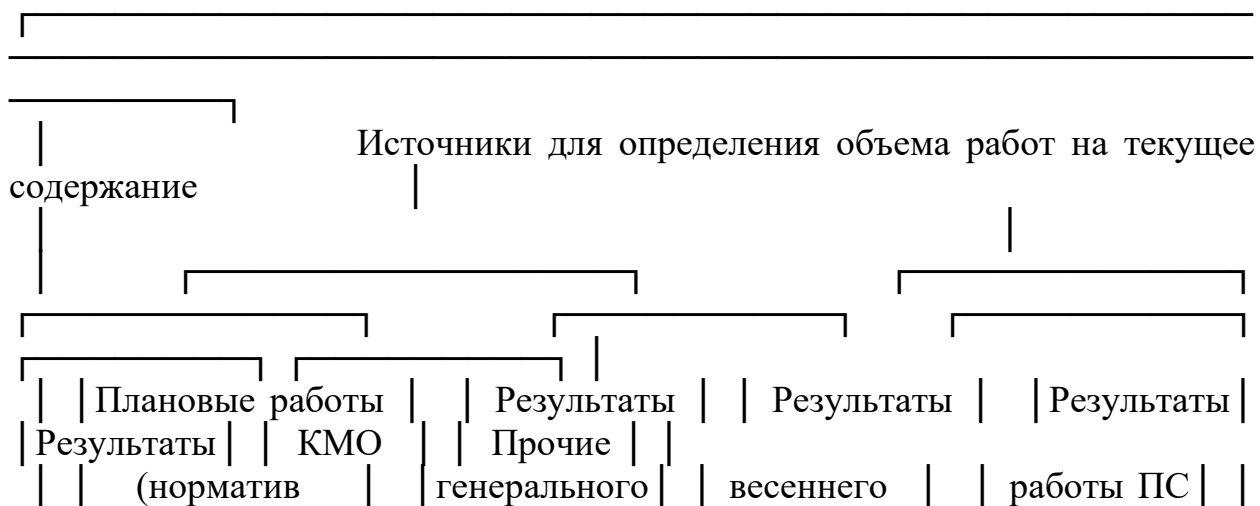 Источники для определения объема работ на текущее
содержание
Плановые работы Результаты Результаты Результаты
Результаты КМО Прочие
(норматив генерального весеннего работы ПС